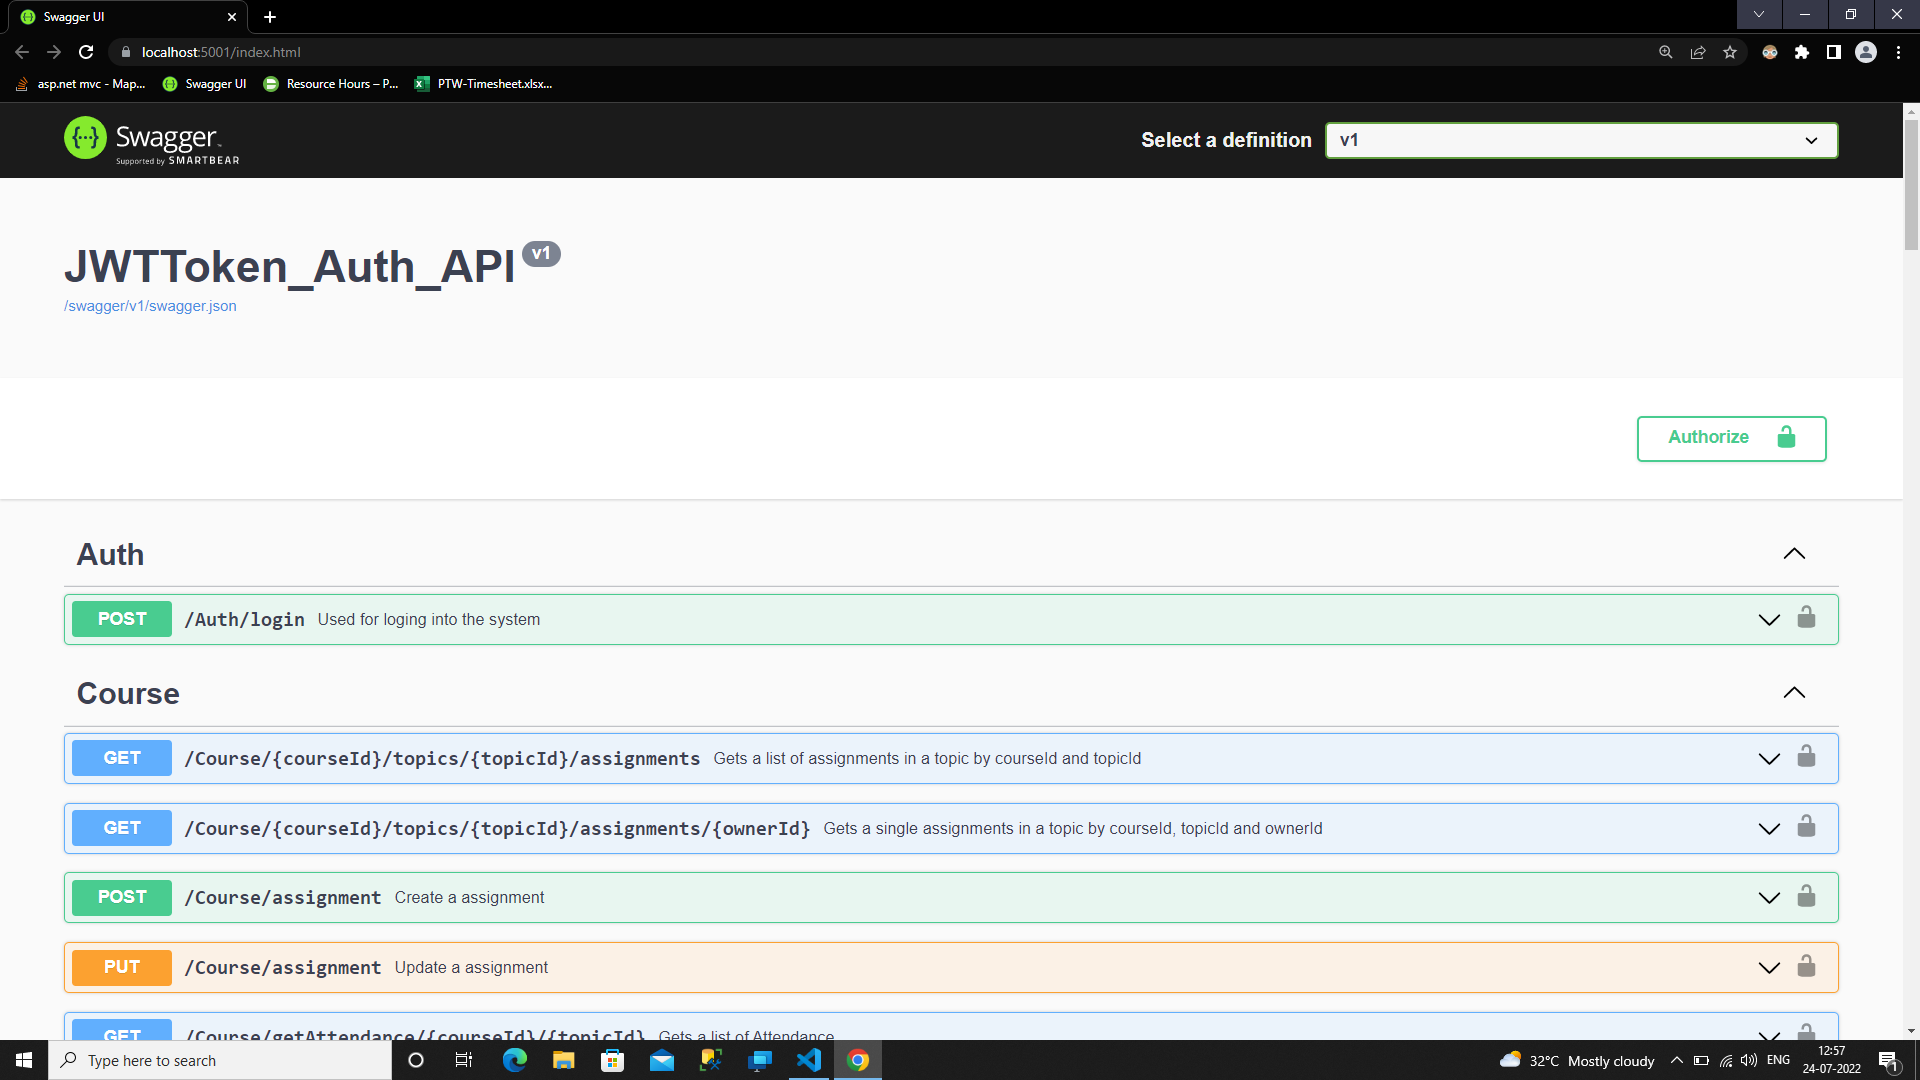 Swagger UI
localhost:5001/index.html
asp.net mvc - Map... Swagger UI Resource Hours – P... PTW-Timesheet.xlsx...
Swagger
Supported by SMARTBEAR
Select a definition v1
JWTToken_Auth_API v1
/swagger/v1/swagger.json
Authorize
Auth
POST /Auth/login Used for loging into the system
Course
GET /Course/{courseId}/topics/{topicId}/assignments Gets a list of assignments in a topic by courseId and topicId
GET /Course/{courseId}/topics/{topicId}/assignments/{ownerId} Gets a single assignments in a topic by courseId, topicId and ownerId
POST /Course/assignment Create a assignment
PUT /Course/assignment Update a assignment
GET /Course/getAttendance/{courseId}/{topicId} Gets a list of Attendance
Type here to search
32°C Mostly cloudy ENG
12:57
24-07-2022
1